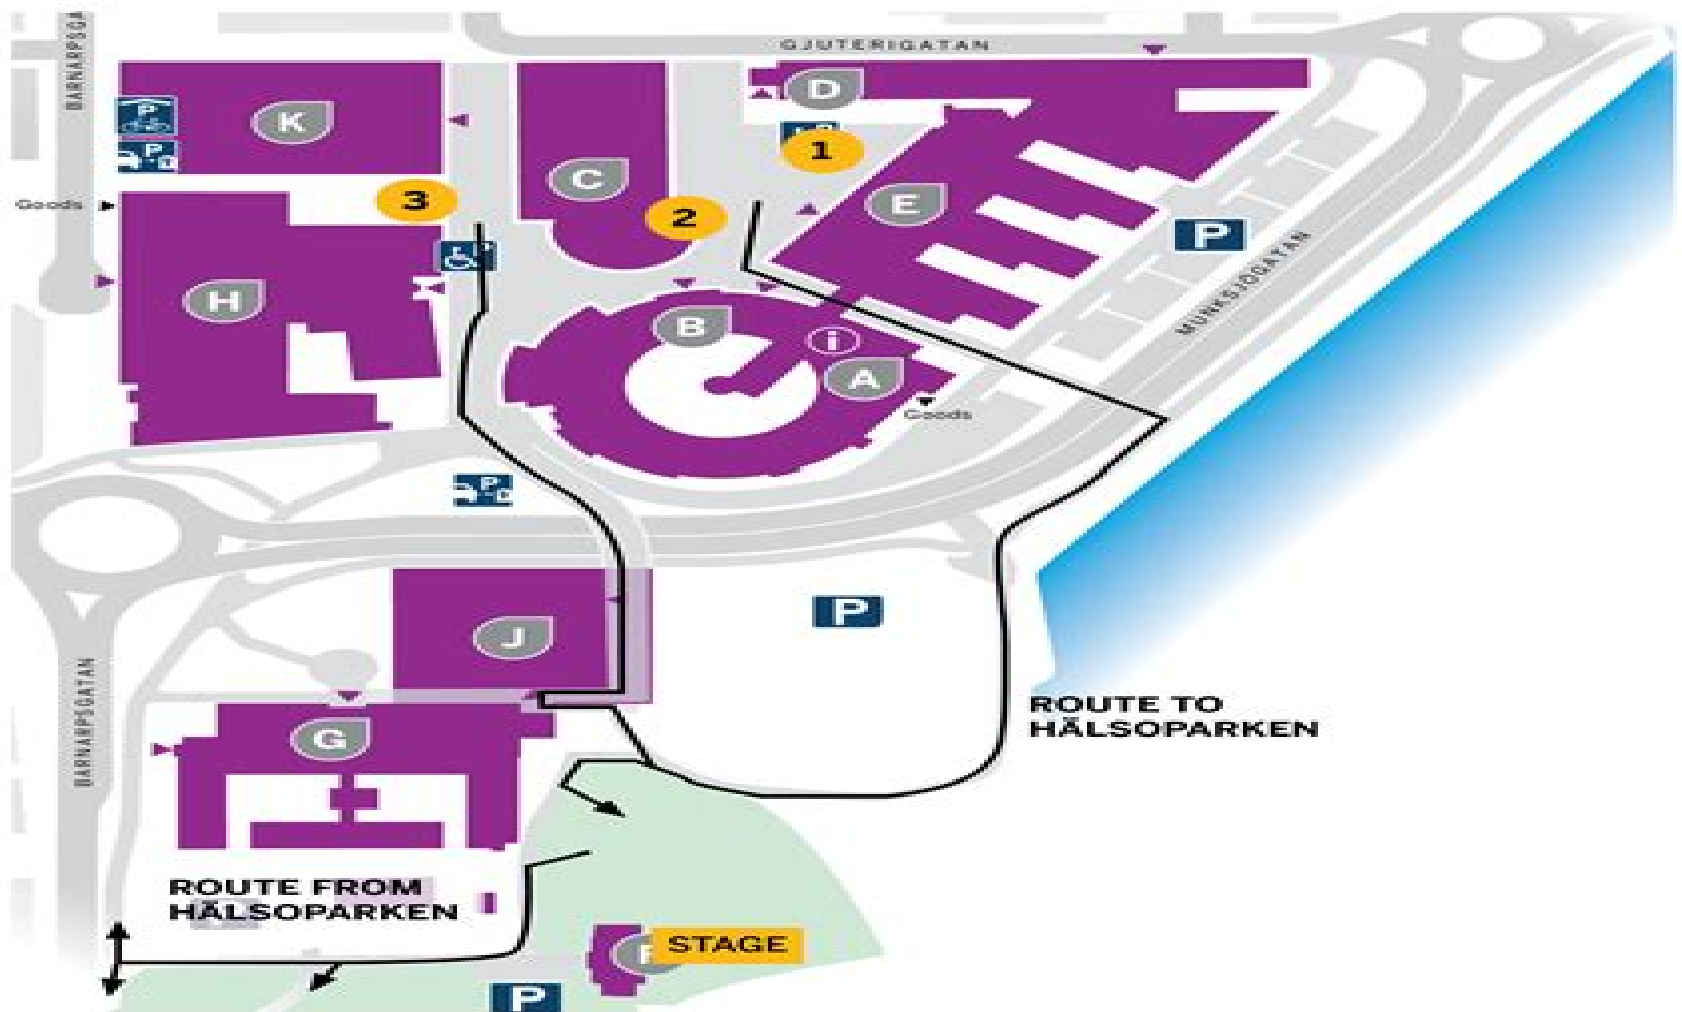 BARNARPSGA
GJUTERIGATAN
D
P
K
1
P
C
3
E
Goods
2
P
MUNKSJÖGATAN
H
B
i
A
Goods
P
P
J
BARNARPSGATAN
ROUTE TO
HÄLSOPARKEN
G
ROUTE FROM
HÄLSOPARKEN
STAGE
P